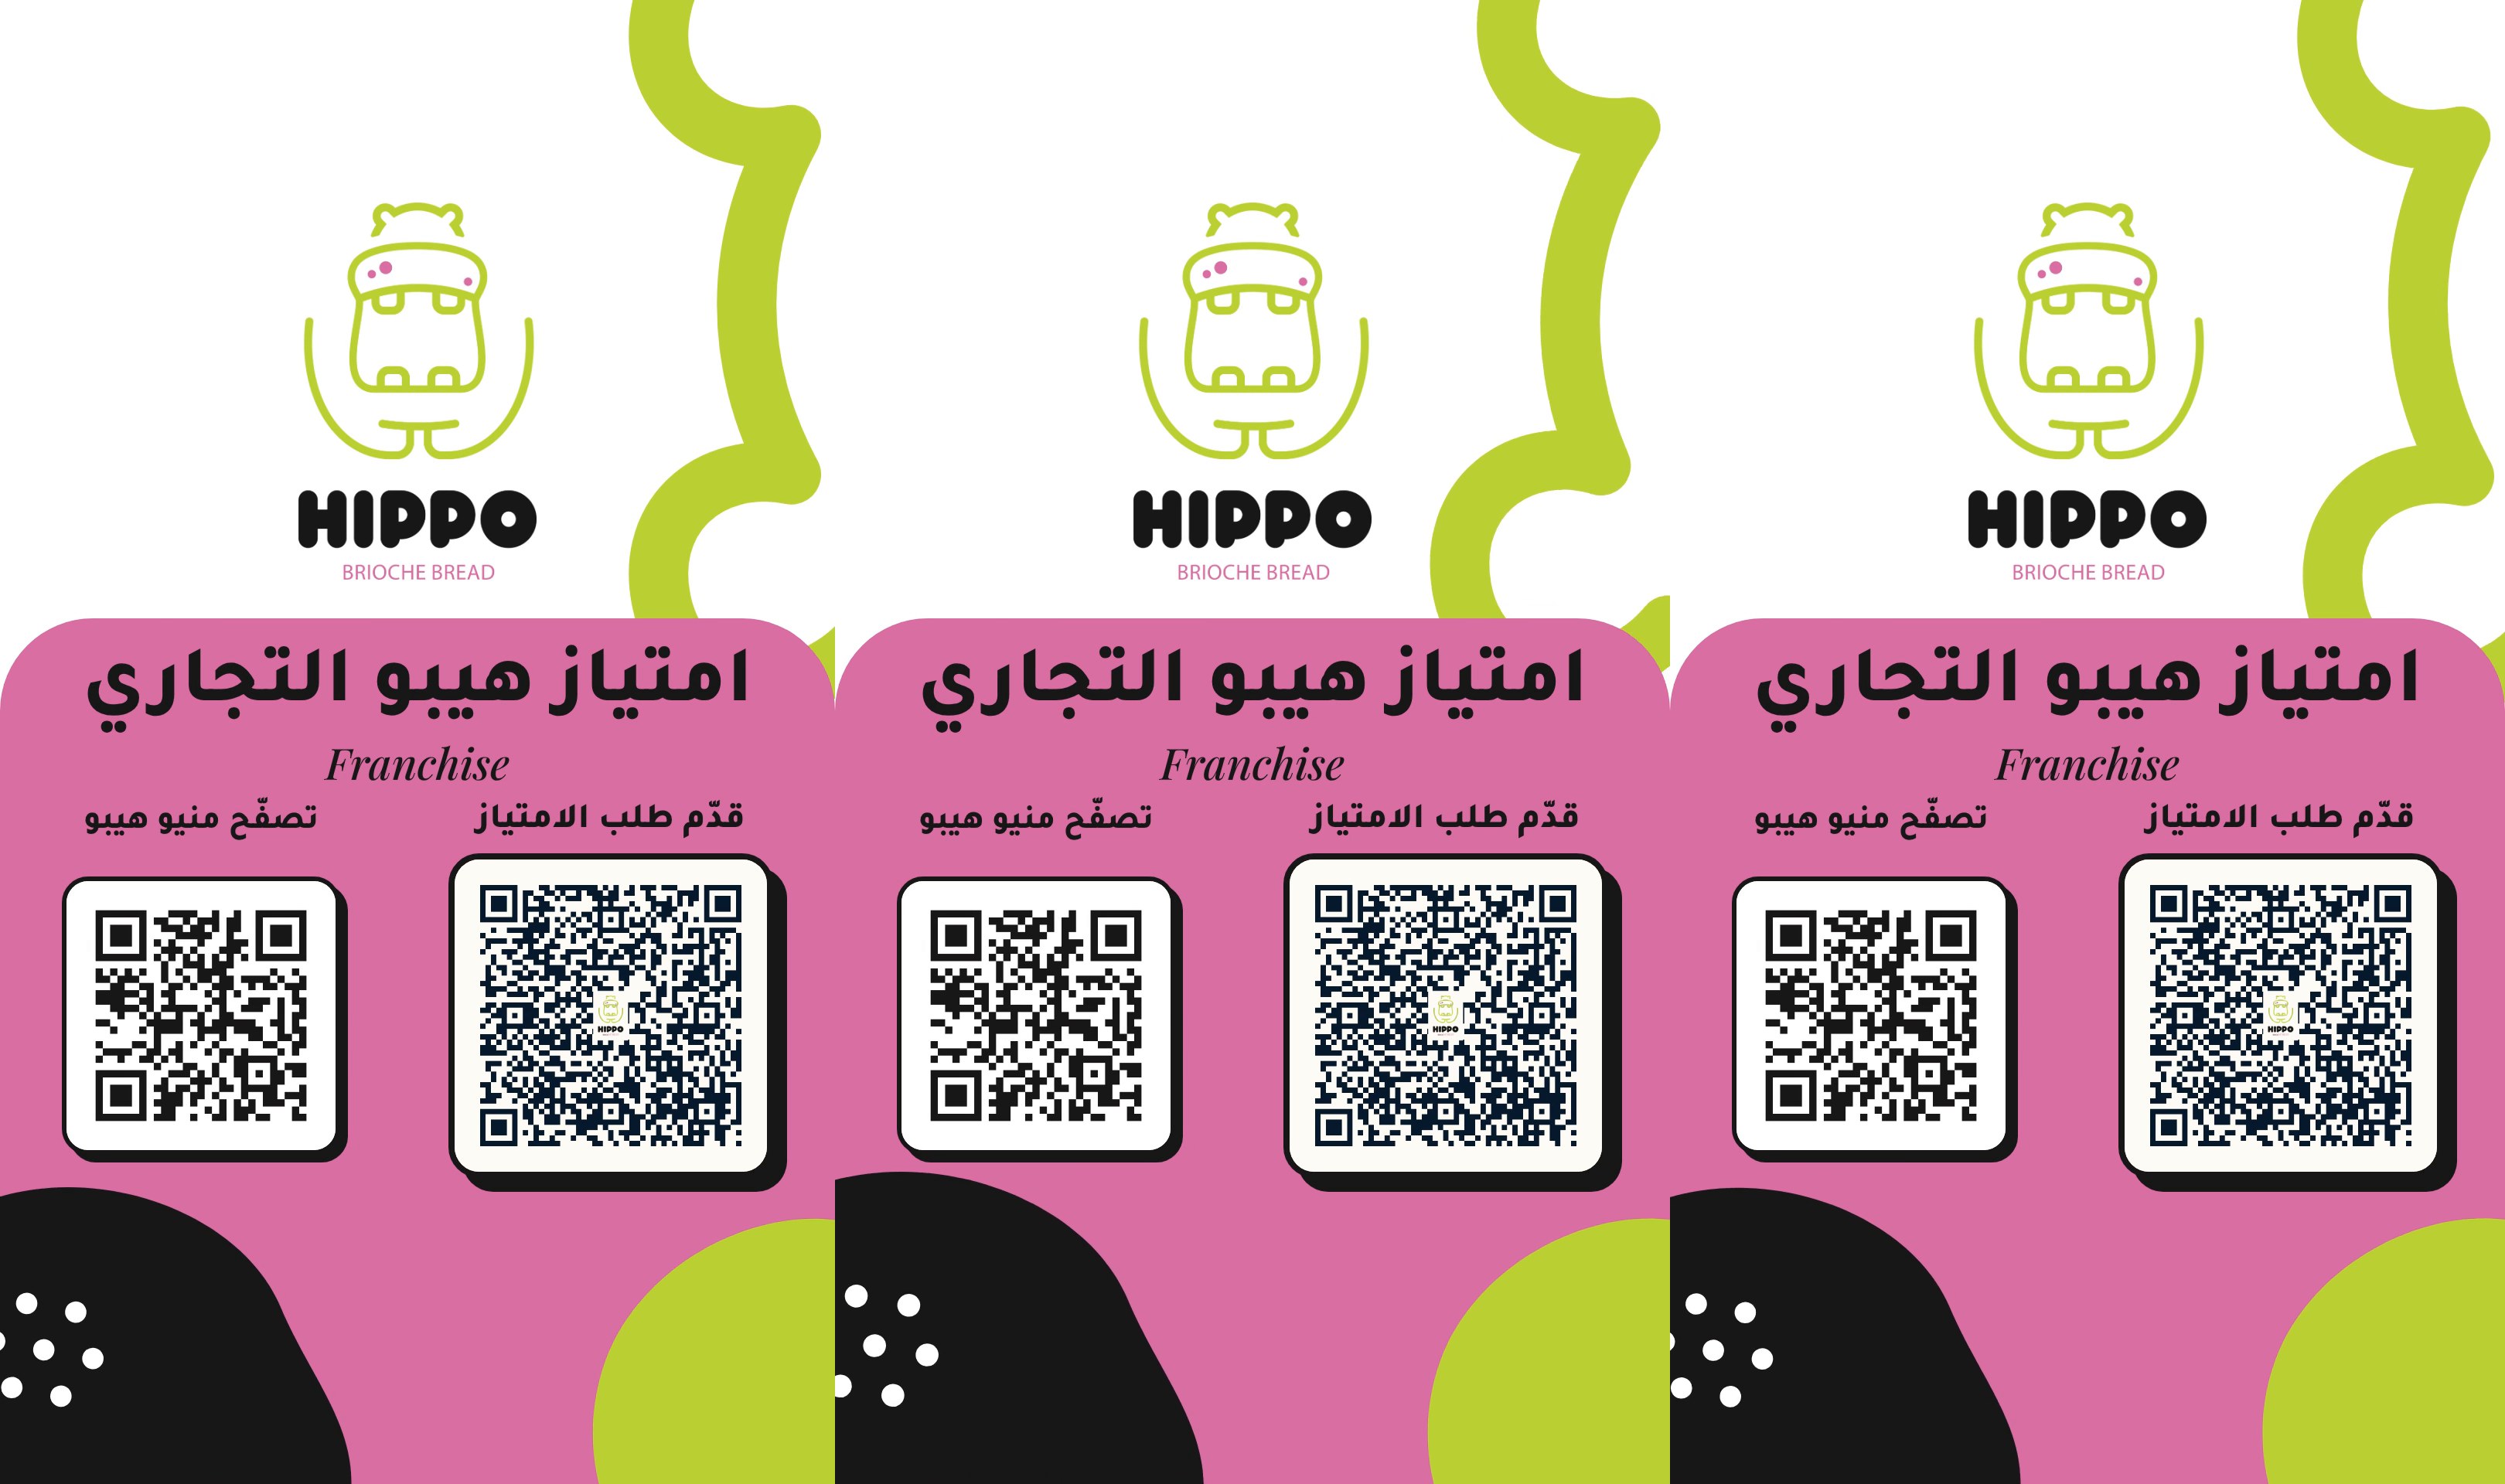 HIPPO
BRIOCHE BREAD
امتياز هيبو التجاري
Franchise
قدّم طلب الامتياز
تصفّح منيو هيبو
HIPPO
HIPPO
BRIOCHE BREAD
امتياز هيبو التجاري
Franchise
قدّم طلب الامتياز
تصفّح منيو هيبو
HIPPO
HIPPO
BRIOCHE BREAD
امتياز هيبو التجاري
Franchise
قدّم طلب الامتياز
تصفّح منيو هيبو
HIPPO